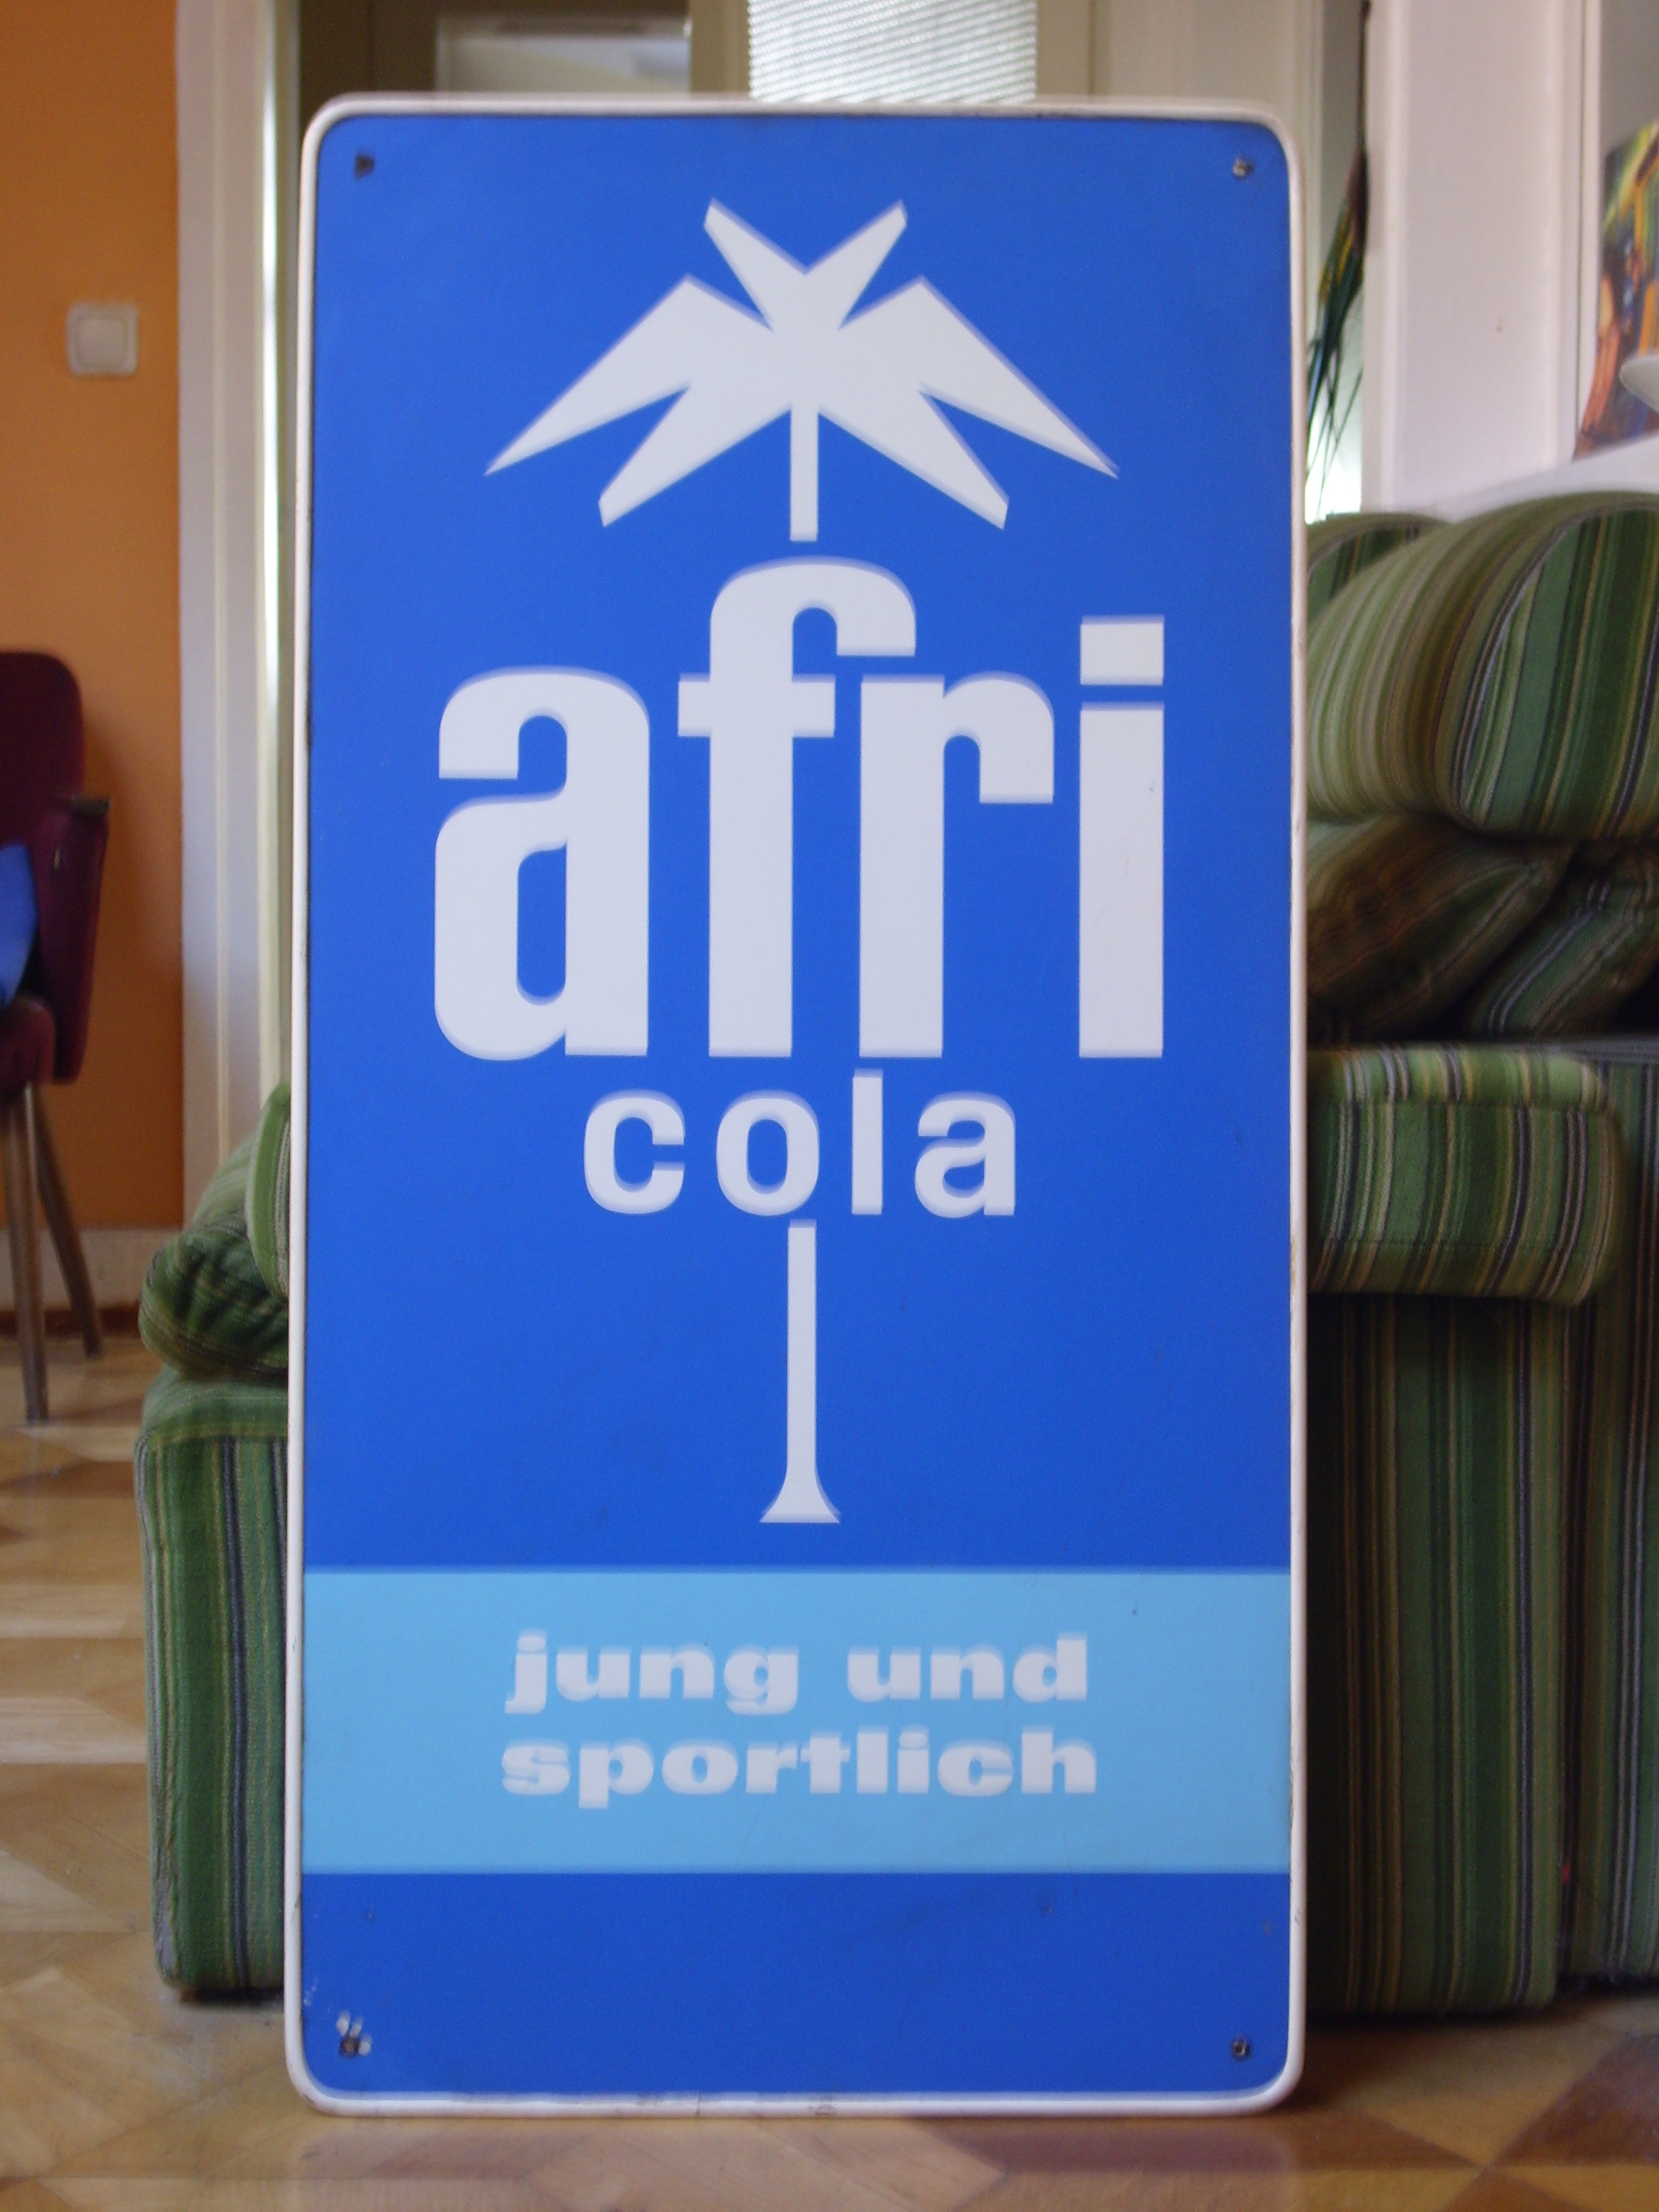 afri
cola
jung und
sportlich